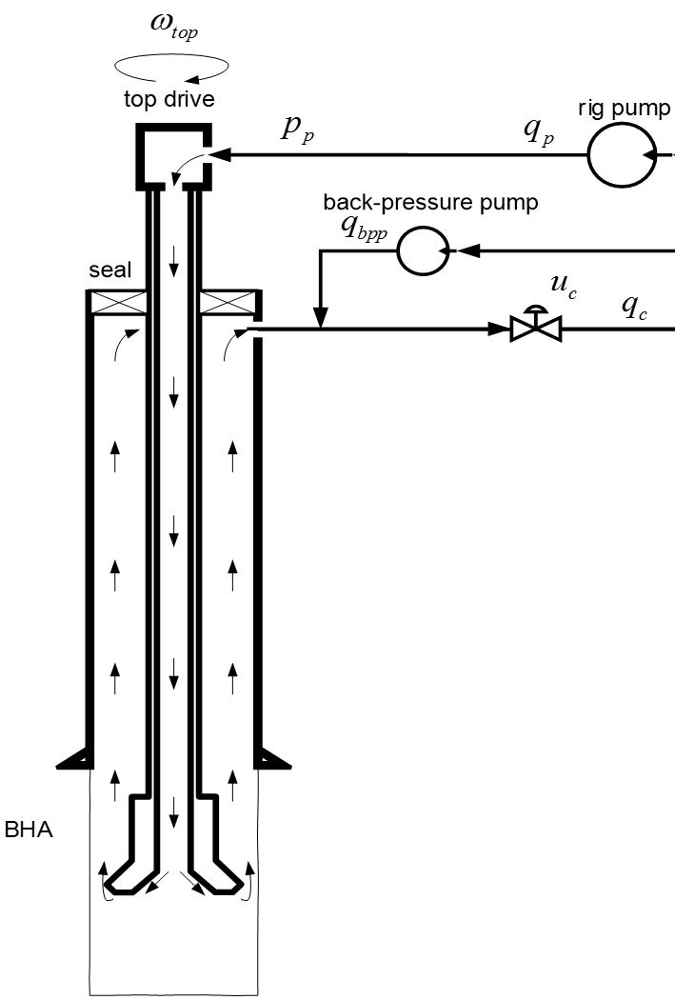 ω_top
top drive
rig pump
p_p
q_p
back-pressure pump
q_bpp
seal
u_c
q_c
BHA